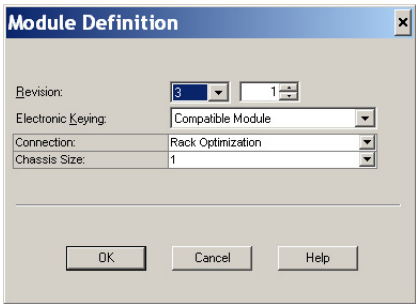 Module Definition
Revision: 3 1
Electronic Keying: Compatible Module
Connection: Rack Optimization
Chassis Size: 1
OK Cancel Help